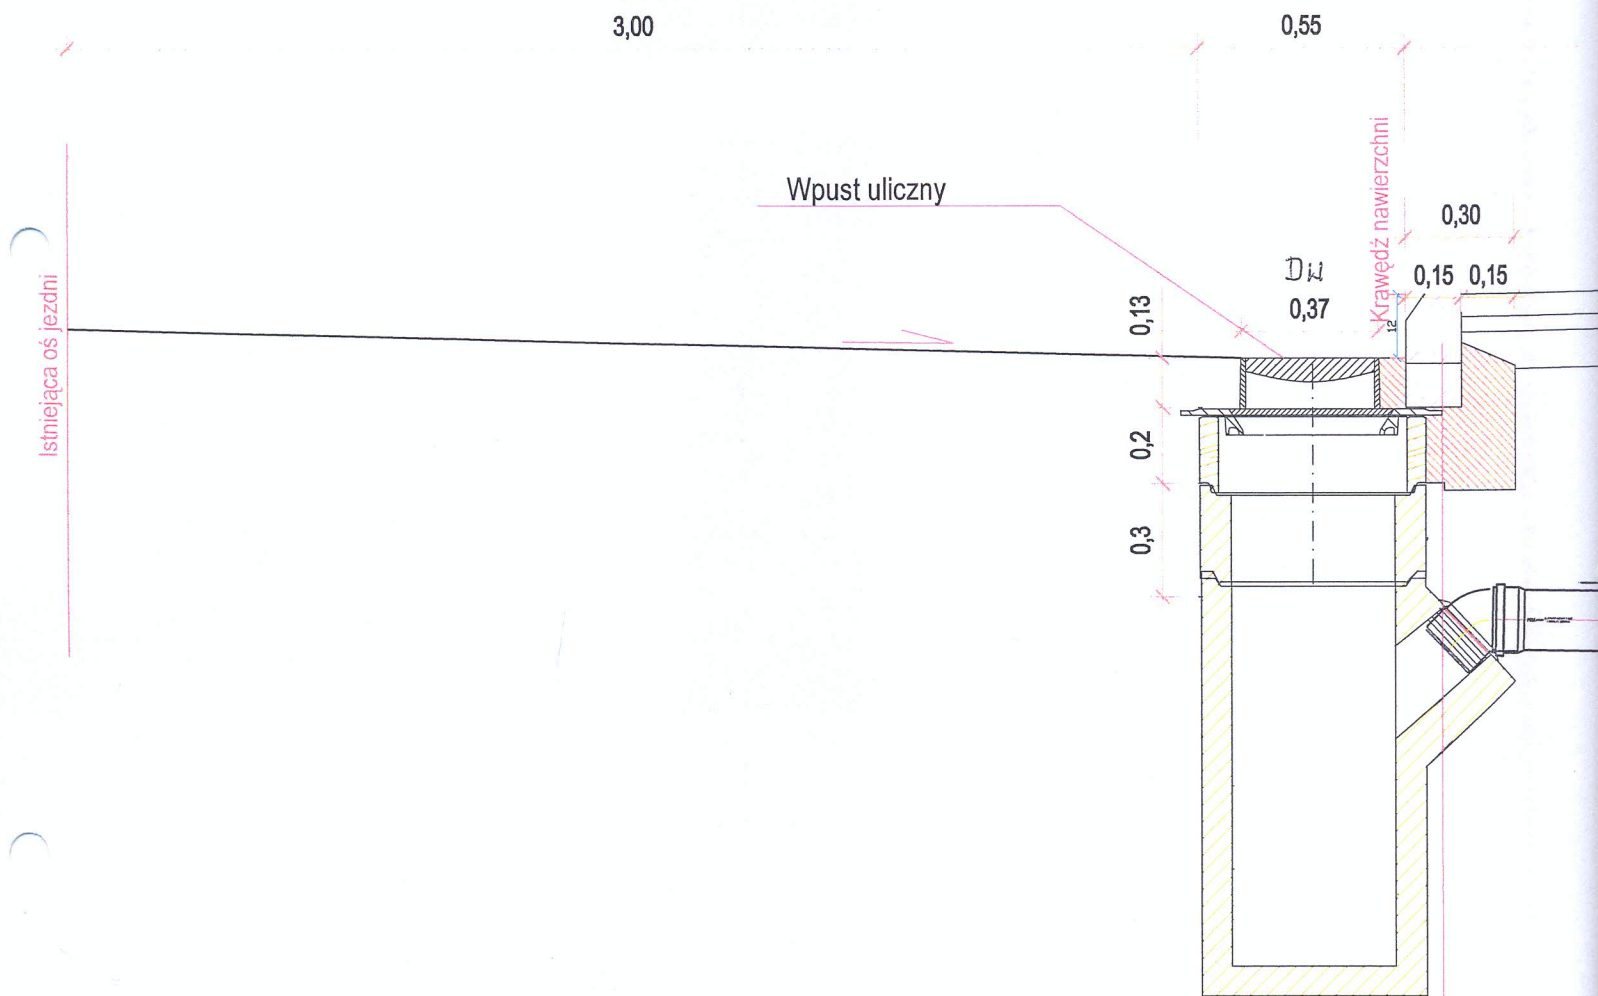 3,00
0,55
Wpust uliczny
Krawędź nawierzchni
0,30
0,15
0,15
DW
0,37
12
0,13
Istniejąca oś jezdni
0,2
0,3